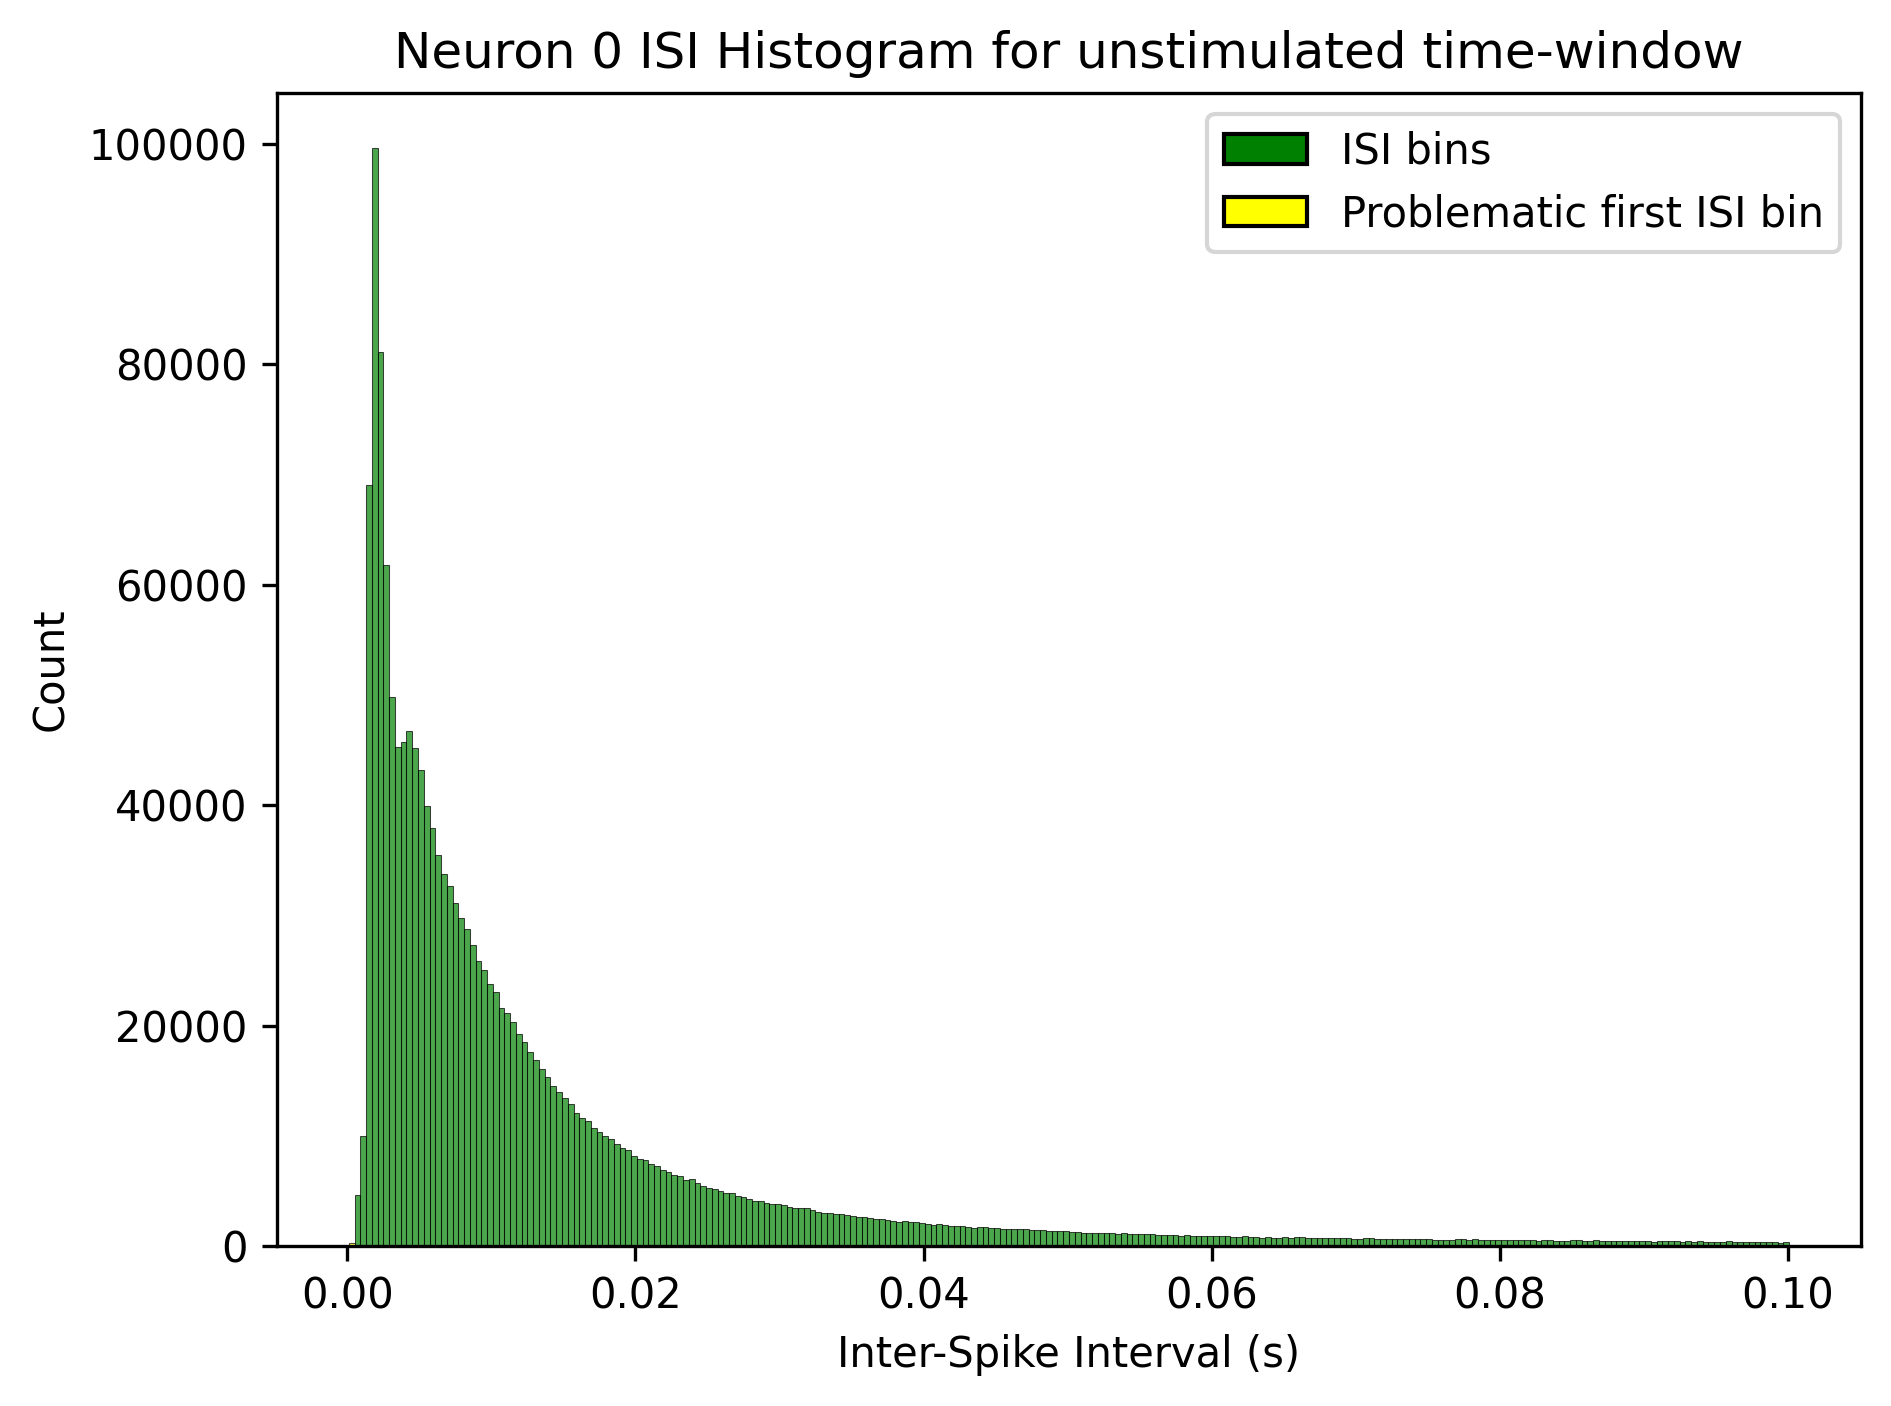 Neuron 0 ISI Histogram for unstimulated time-window
ISI bins
Problematic first ISI bin
100000
80000
60000
40000
20000
0
Count
0.00 0.02 0.04 0.06 0.08 0.10
Inter-Spike Interval (s)